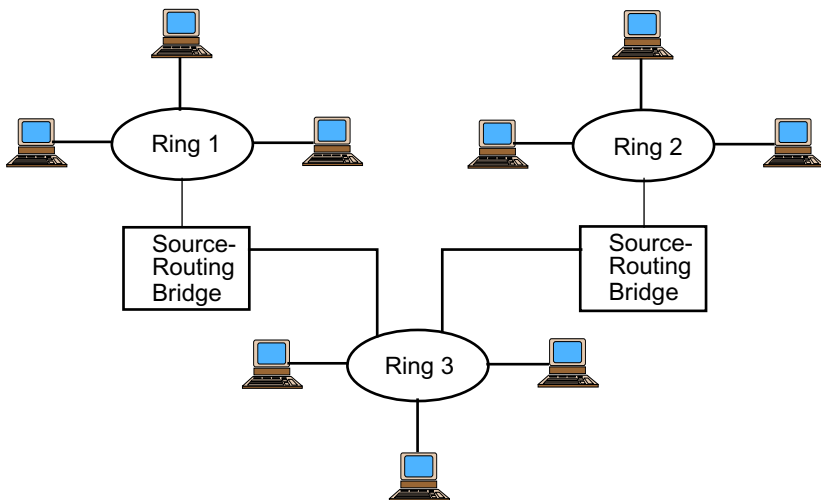 Ring 1
Ring 2
Source-
Routing
Bridge
Source-
Routing
Bridge
Ring 3